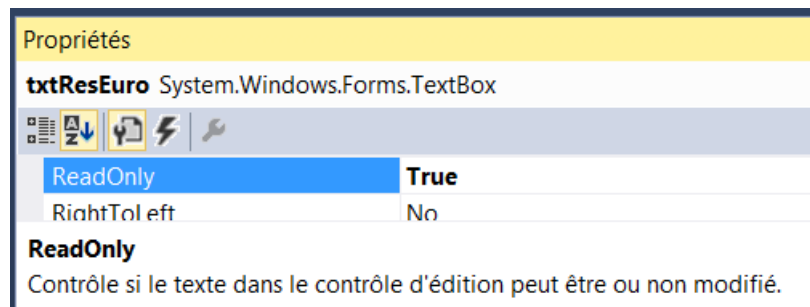 Propriétés
txtResEuro System.Windows.Forms.TextBox
ReadOnly True
RightToLeft No
ReadOnly
Contrôle si le texte dans le contrôle d'édition peut être ou non modifié.